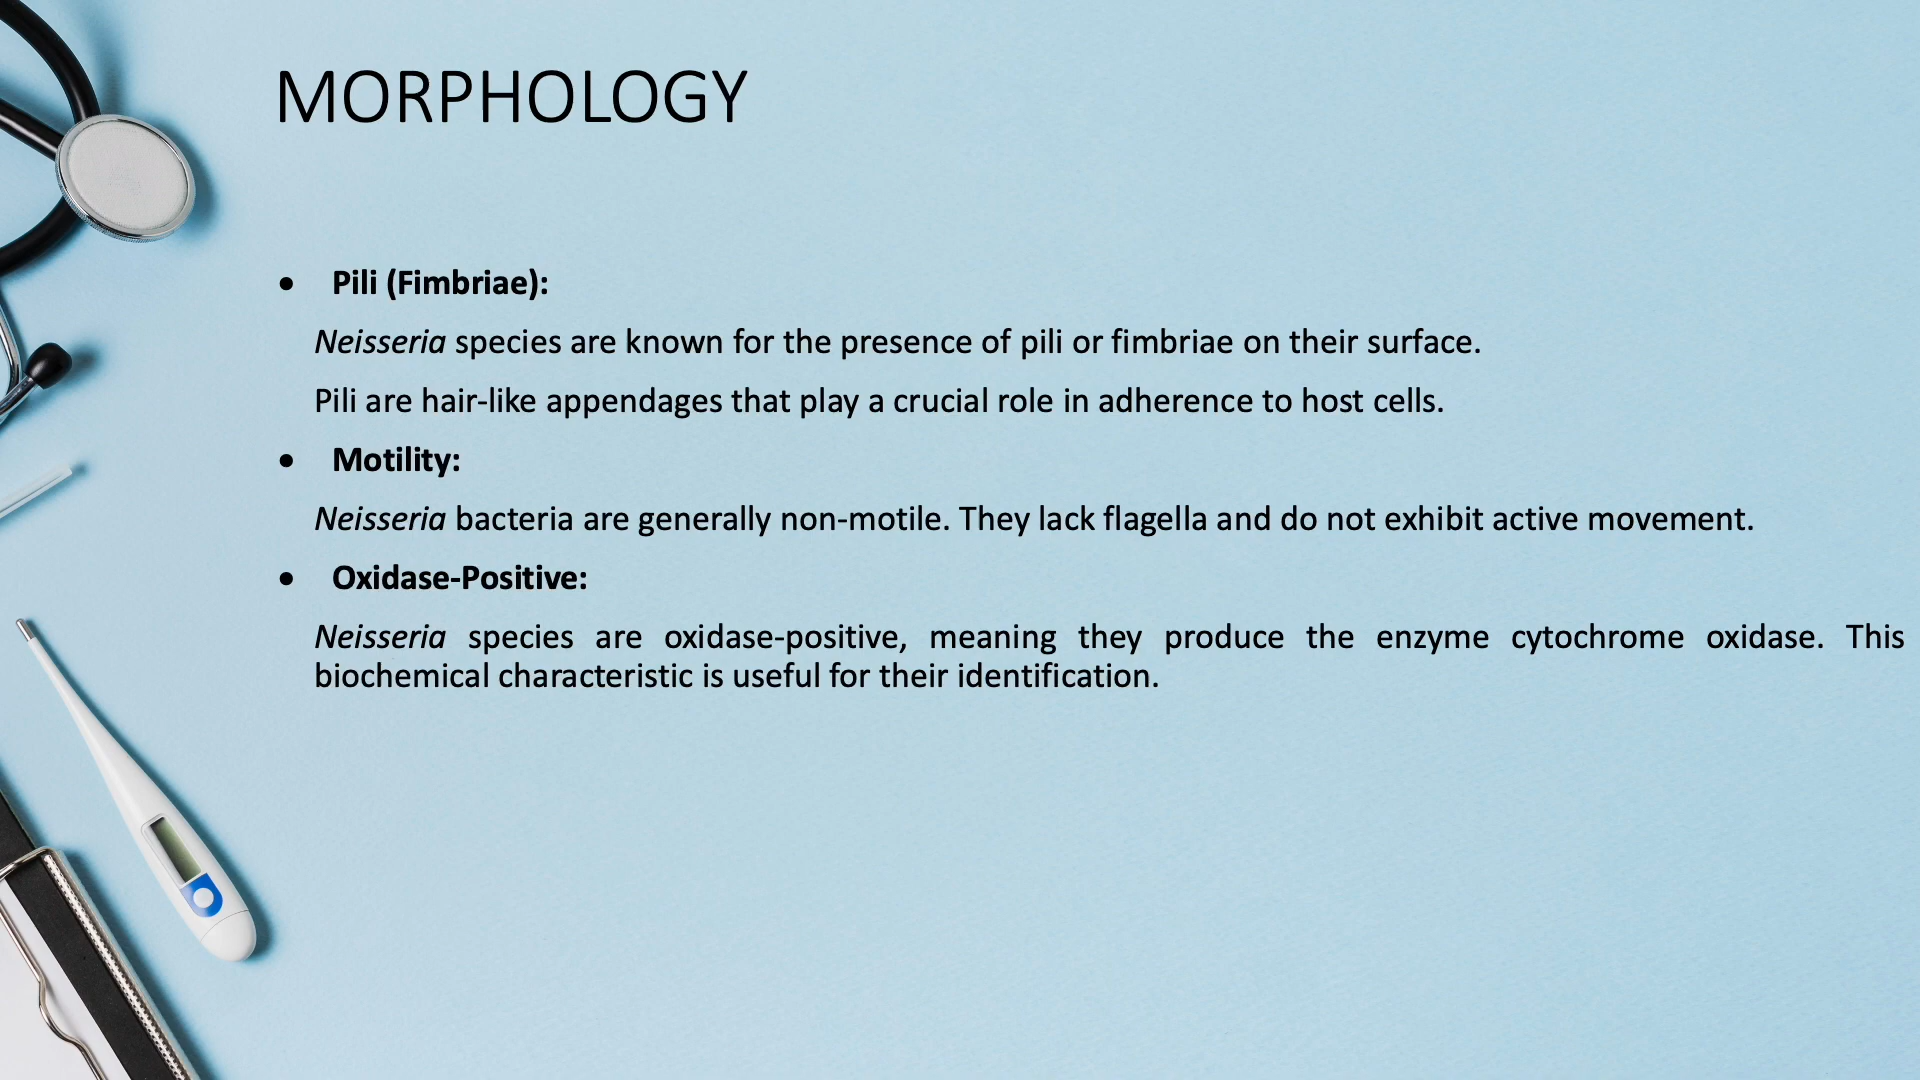 MORPHOLOGY
• Pili (Fimbriae):
Neisseria species are known for the presence of pili or fimbriae on their surface.
Pili are hair-like appendages that play a crucial role in adherence to host cells.
• Motility:
Neisseria bacteria are generally non-motile. They lack flagella and do not exhibit active movement.
• Oxidase-Positive:
Neisseria species are oxidase-positive, meaning they produce the enzyme cytochrome oxidase. This
biochemical characteristic is useful for their identification.